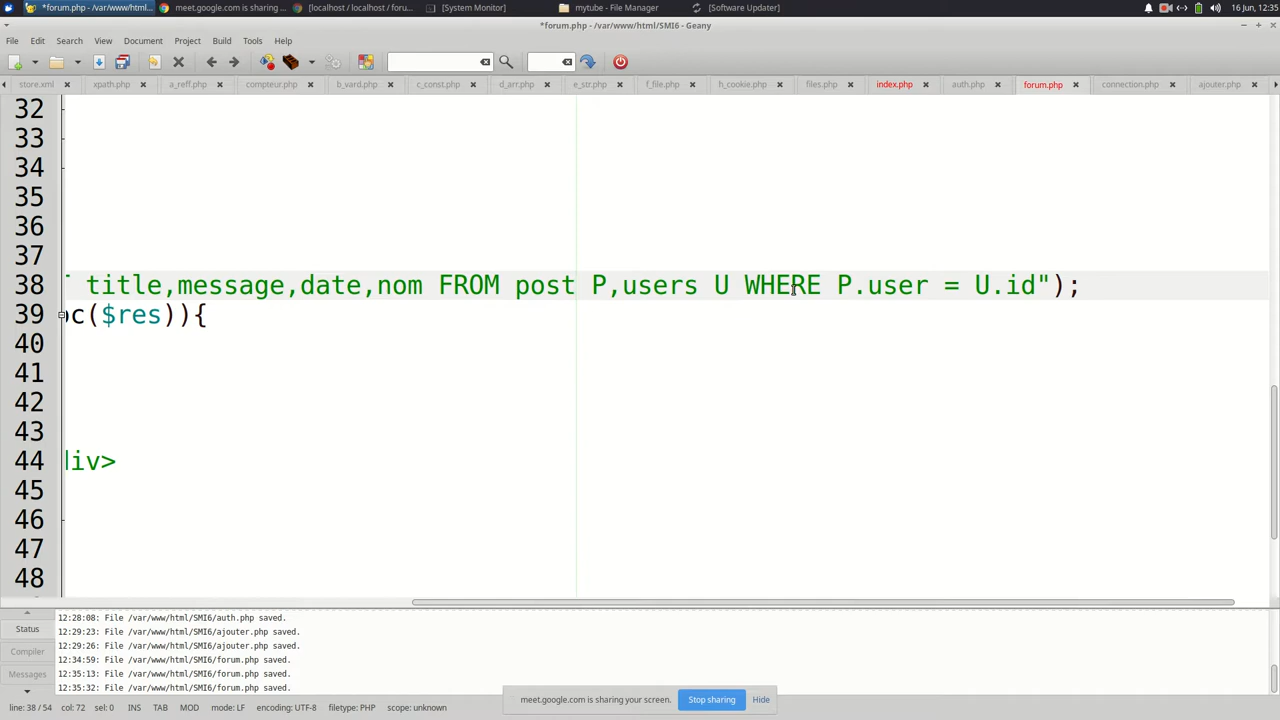 *forum.php - /var/www/html...
meet.google.com is sharing ...
[localhost / localhost / foru...
[System Monitor]
mytube - File Manager
[Software Updater]
16 Jun, 12:35
*forum.php - /var/www/html/SMI6 - Geany
File Edit Search View Document Project Build Tools Help
store.xml xpath.php a_reff.php compteur.php b_vard.php c_const.php d_arr.php e_str.php f_file.php h_cookie.php files.php index.php auth.php forum.php connection.php ajouter.php
32
33
34
35
36
37
38 title,message,date,nom FROM post P,users U WHERE P.user = U.id");
39 oc($res)){
40
41
42
43
44 div>
45
46
47
48
Status
Compiler
Messages
12:28:08: File /var/www/html/SMI6/auth.php saved.
12:29:23: File /var/www/html/SMI6/ajouter.php saved.
12:29:26: File /var/www/html/SMI6/ajouter.php saved.
12:34:59: File /var/www/html/SMI6/forum.php saved.
12:35:13: File /var/www/html/SMI6/forum.php saved.
12:35:32: File /var/www/html/SMI6/forum.php saved.
meet.google.com is sharing your screen. Stop sharing Hide
line: 38 / 54 col: 72 sel: 0 INS TAB MOD mode: LF encoding: UTF-8 filetype: PHP scope: unknown